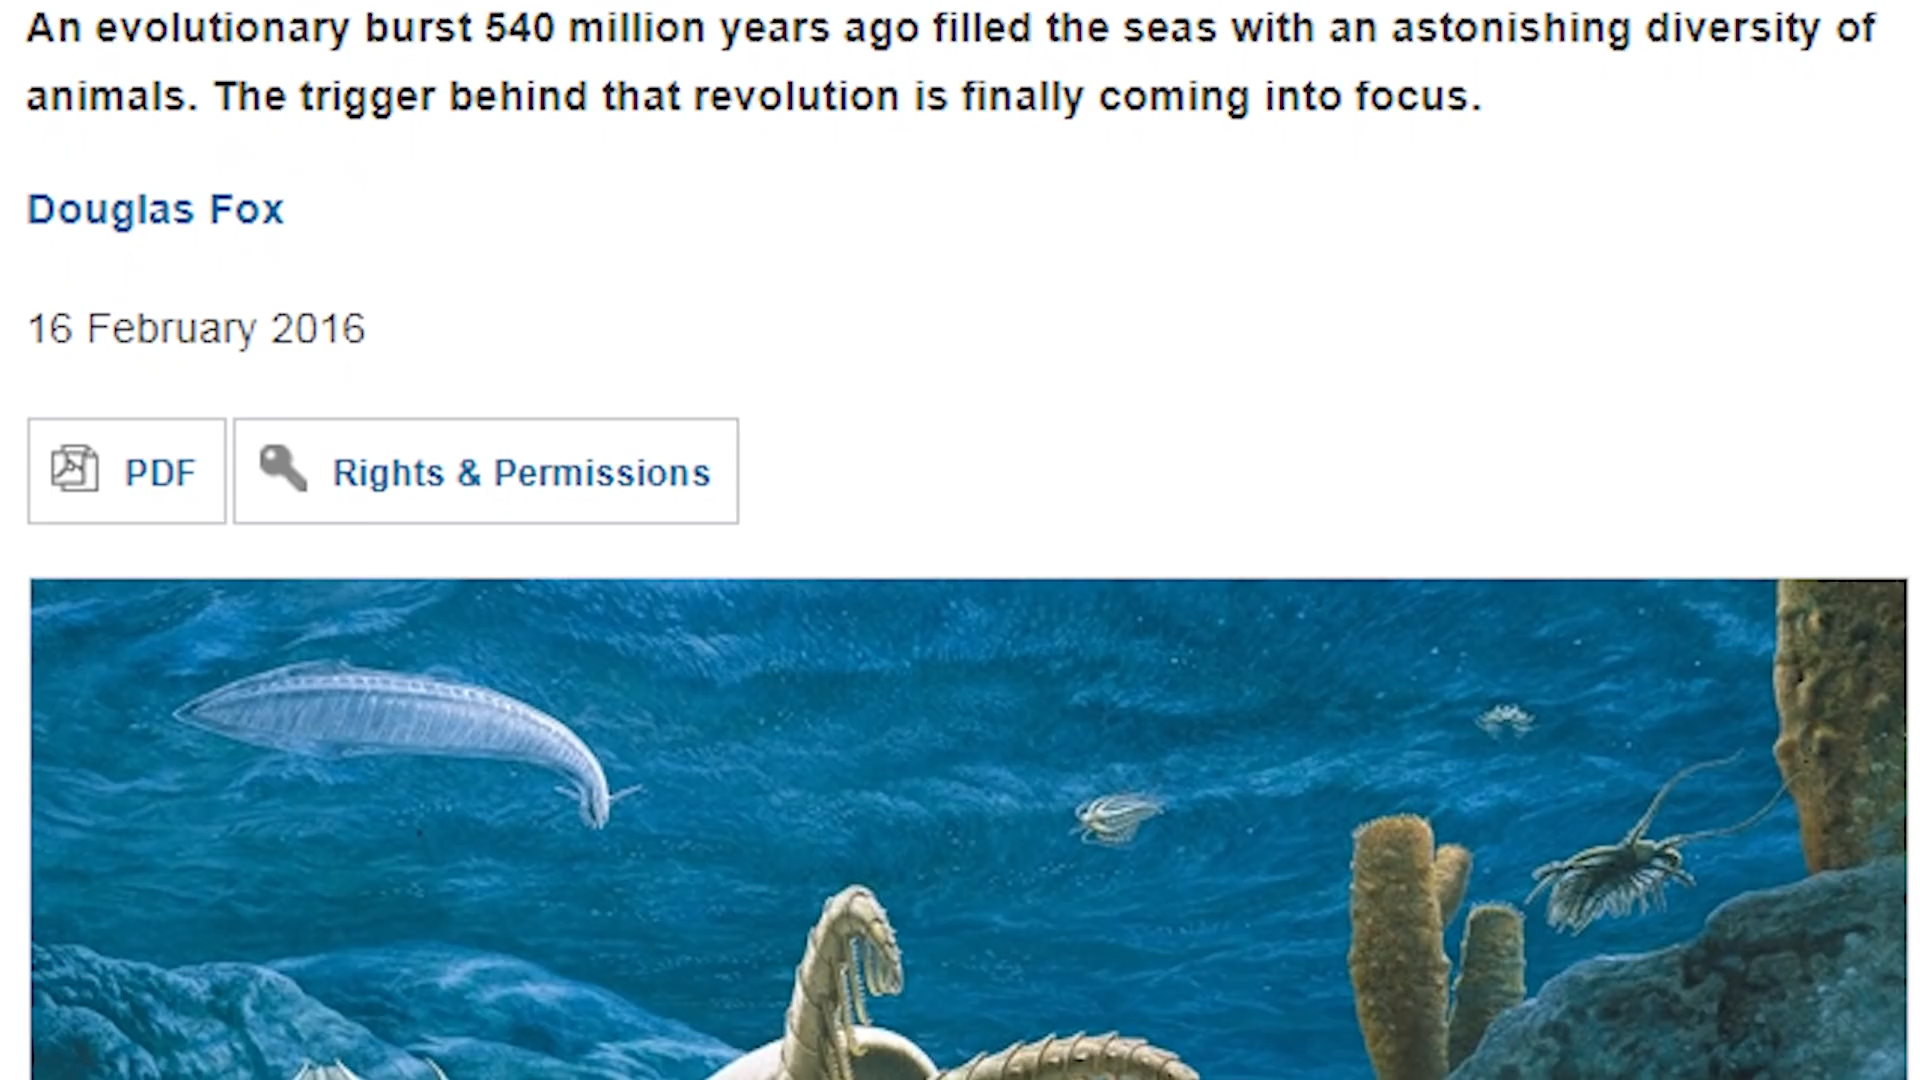 An evolutionary burst 540 million years ago filled the seas with an astonishing diversity of
animals. The trigger behind that revolution is finally coming into focus.
Douglas Fox
16 February 2016
PDF
Rights & Permissions